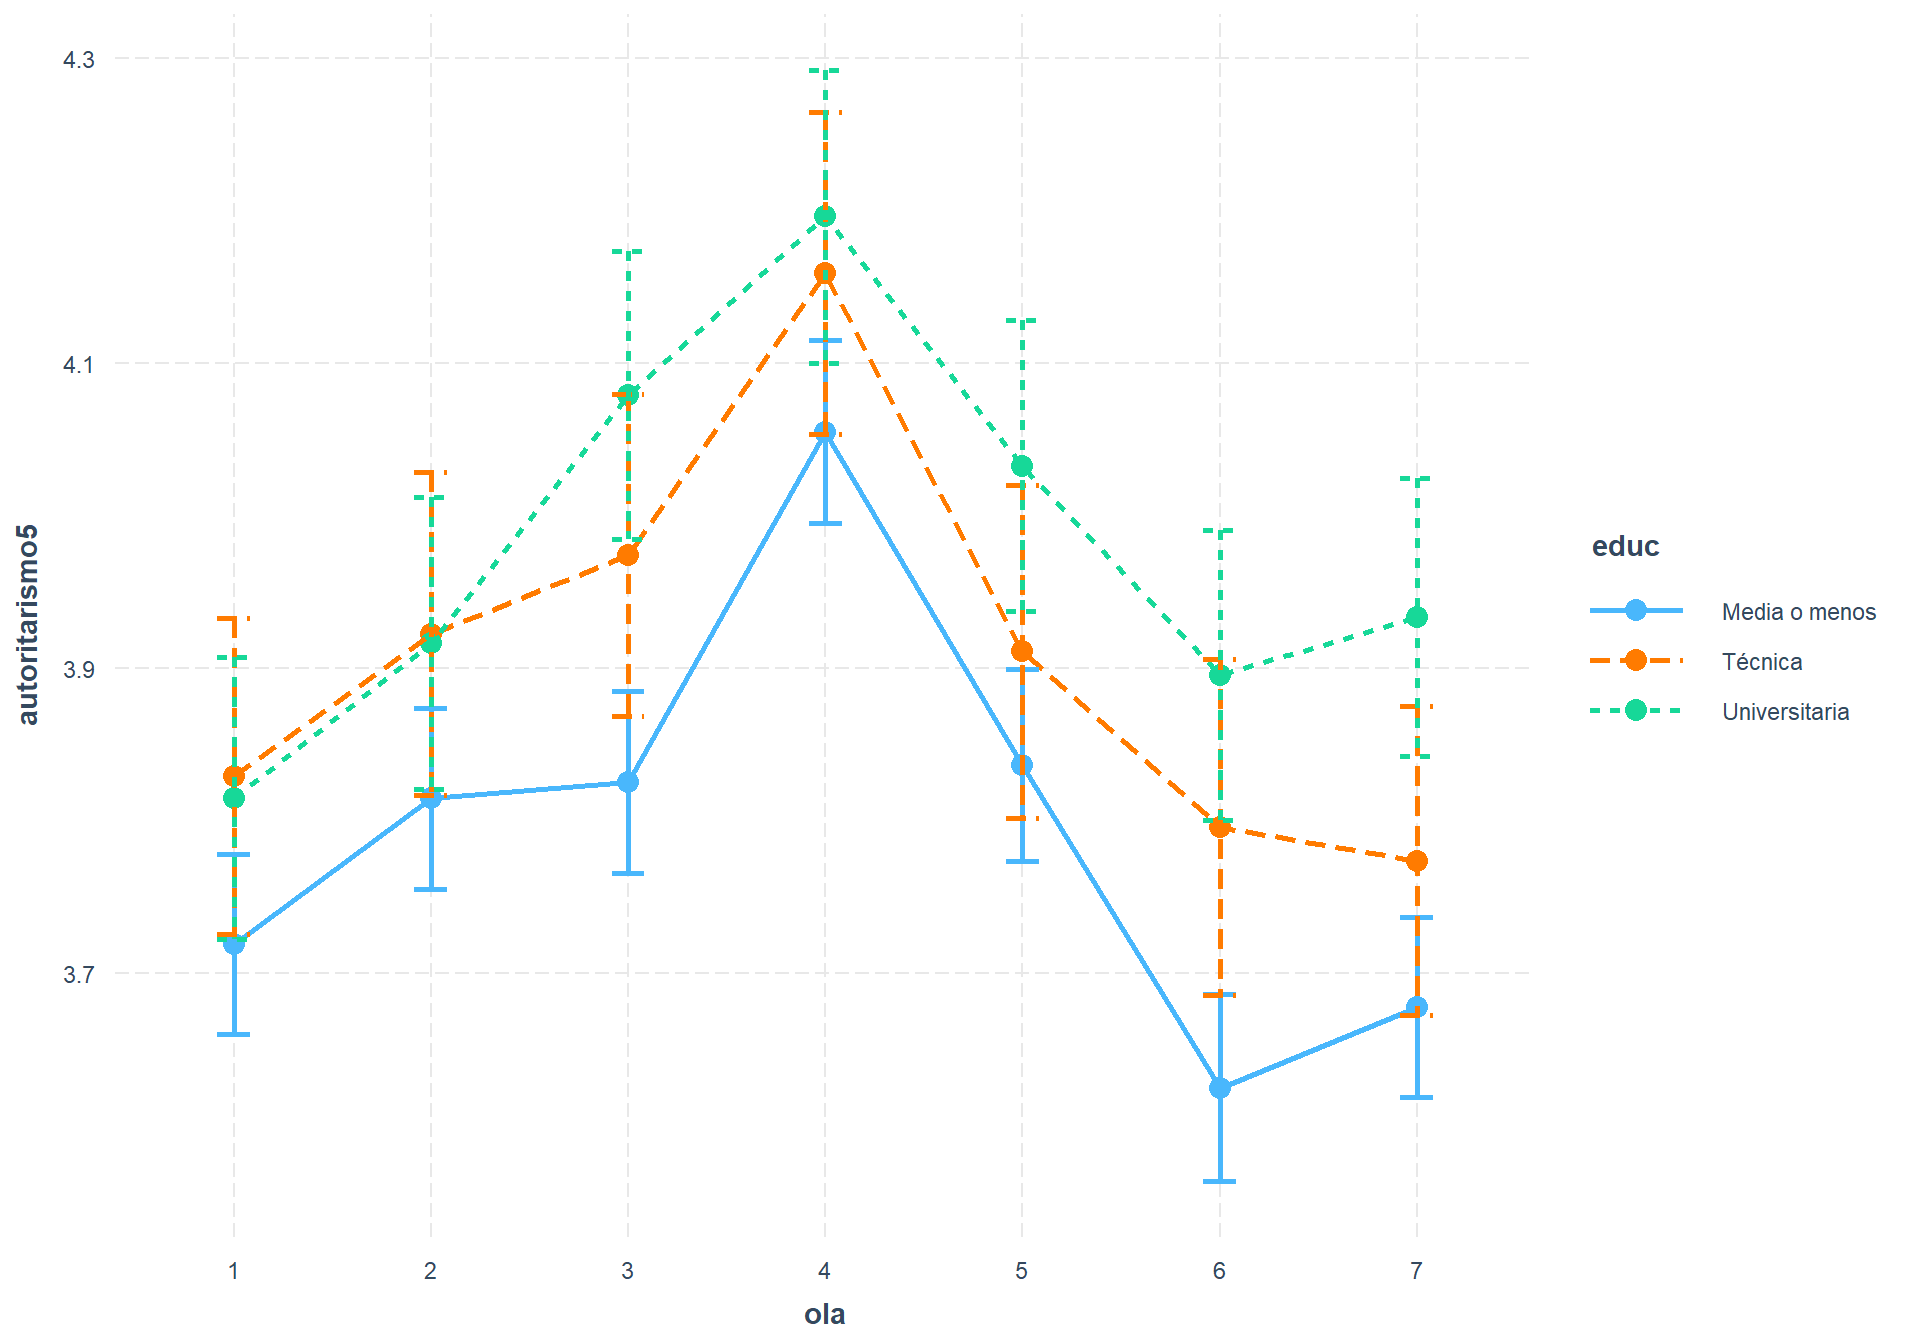 4.3
4.1
3.9
3.7
autoritarismo5
1 2 3 4 5 6 7
ola
educ
Media o menos
Técnica
Universitaria